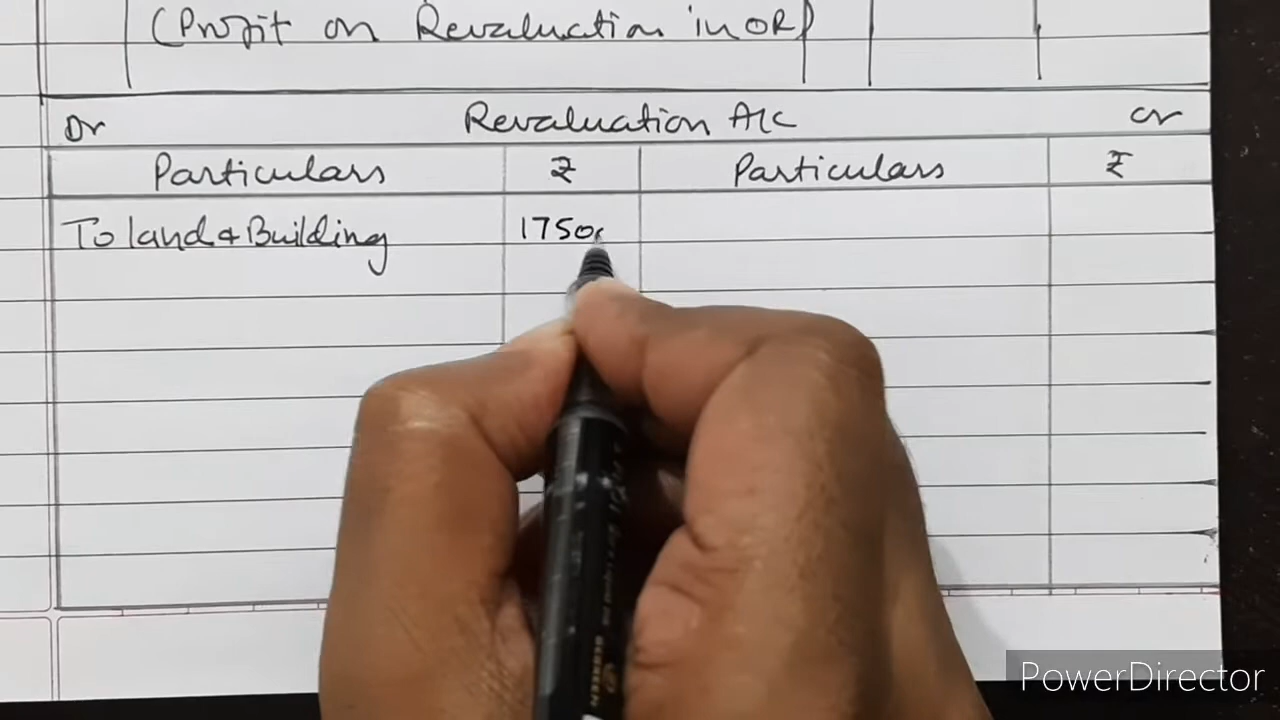 (Profit on Revaluation in OR)
Dr Revaluation A/c Cr
Particulars ₹ Particulars ₹
To land & Building 1750
PowerDirector